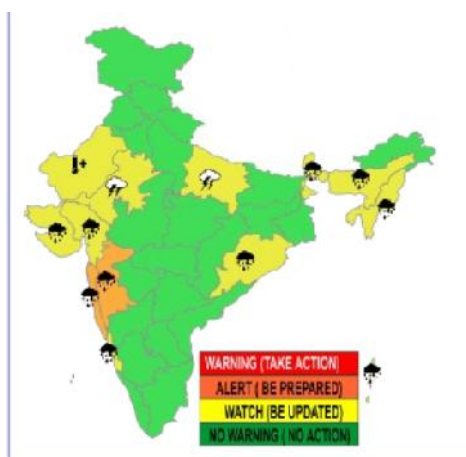 WARNING (TAKE ACTION)
ALERT ( BE PREPARED)
WATCH (BE UPDATED)
NO WARNING ( NO ACTION)